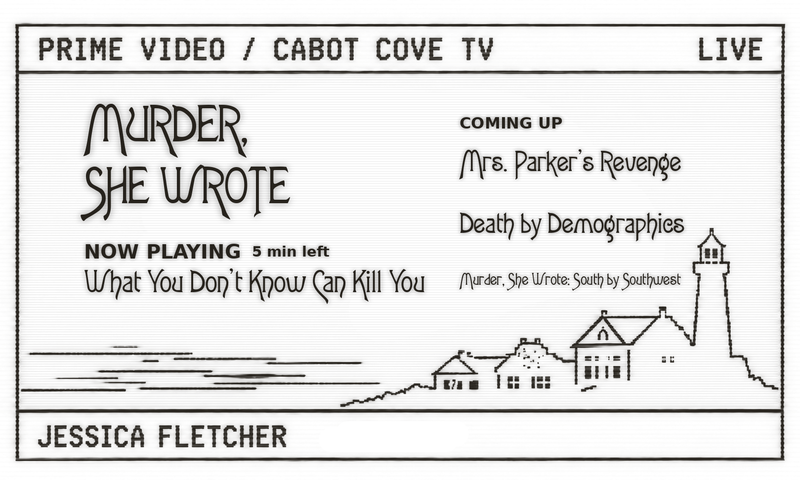 PRIME VIDEO / CABOT COVE TV
LIVE
MURDER,
SHE WROTE
NOW PLAYING 5 min left
What You Don't Know Can Kill You
COMING UP
Mrs. Parker's Revenge
Death by Demographics
Murder, She Wrote: South by Southwest
JESSICA FLETCHER